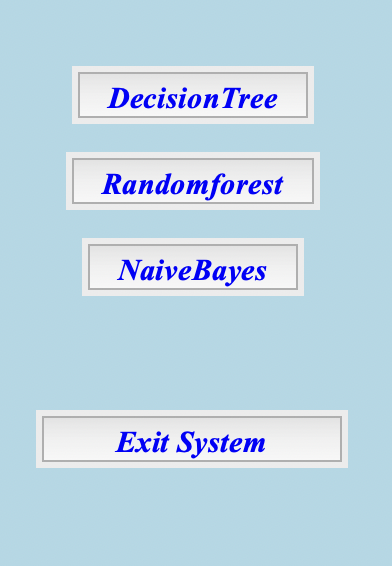 DecisionTree
Randomforest
NaiveBayes
Exit System